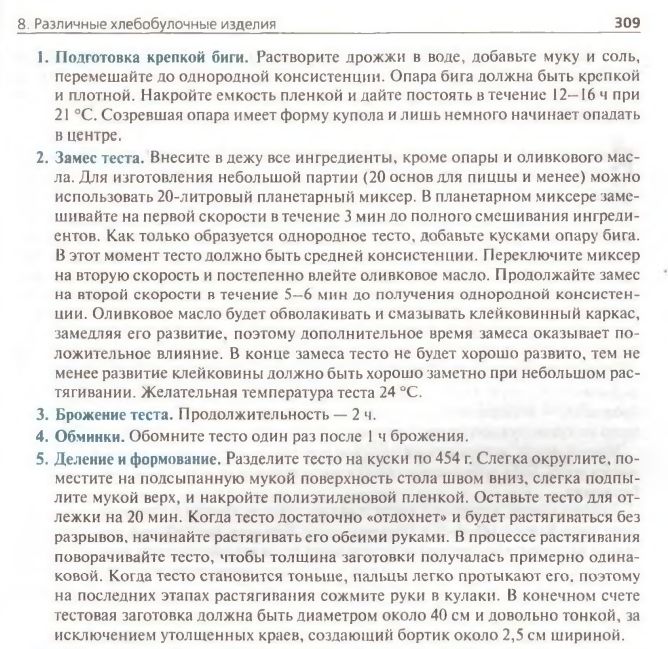 8. Различные хлебобулочные изделия 309
1. Подготовка крепкой биги. Растворите дрожжи в воде, добавьте муку и соль,
перемешайте до однородной консистенции. Опара бига должна быть крепкой
и плотной. Накройте емкость пленкой и дайте постоять в течение 12—16 ч при
21 °С. Созревшая опара имеет форму купола и лишь немного начинает опадать
в центре.
2. Замес теста. Внесите в дежу все ингредиенты, кроме опары и оливкового мас-
ла. Для изготовления небольшой партии (20 основ для пиццы и менее) можно
использовать 20-литровый планетарный миксер. В планетарном миксере заме-
шивайте на первой скорости в течение 3 мин до полного смешивания ингреди-
ентов. Как только образуется однородное тесто, добавьте кусками опару бига.
В этот момент тесто должно быть средней консистенции. Переключите миксер
на вторую скорость и постепенно влейте оливковое масло. Продолжайте замес
на второй скорости в течение 5—6 мин до получения однородной консистен-
ции. Оливковое масло будет обволакивать и смазывать клейковинный каркас,
замедляя его развитие, поэтому дополнительное время замеса оказывает по-
ложительное влияние. В конце замеса тесто не будет хорошо развито, тем не
менее развитие клейковины должно быть хорошо заметно при небольшом рас-
тягивании. Желательная температура теста 24 °С.
3. Брожение теста. Продолжительность — 2 ч.
4. Обминки. Обомните тесто один раз после 1 ч брожения.
5. Деление и формование. Разделите тесто на куски по 454 г. Слегка округлите, по-
местите на подсыпанную мукой поверхность стола швом вниз, слегка подпы-
лите мукой верх, и накройте полиэтиленовой пленкой. Оставьте тесто для от-
лежки на 20 мин. Когда тесто достаточно «отдохнет» и будет растягиваться без
разрывов, начинайте растягивать его обеими руками. В процессе растягивания
поворачивайте тесто, чтобы толщина заготовки получалась примерно одина-
ковой. Когда тесто становится тоньше, пальцы легко протыкают его, поэтому
на последних этапах растягивания сожмите руки в кулаки. В конечном счете
тестовая заготовка должна быть диаметром около 40 см и довольно тонкой, за
исключением утолщенных краев, создающий бортик около 2,5 см шириной.